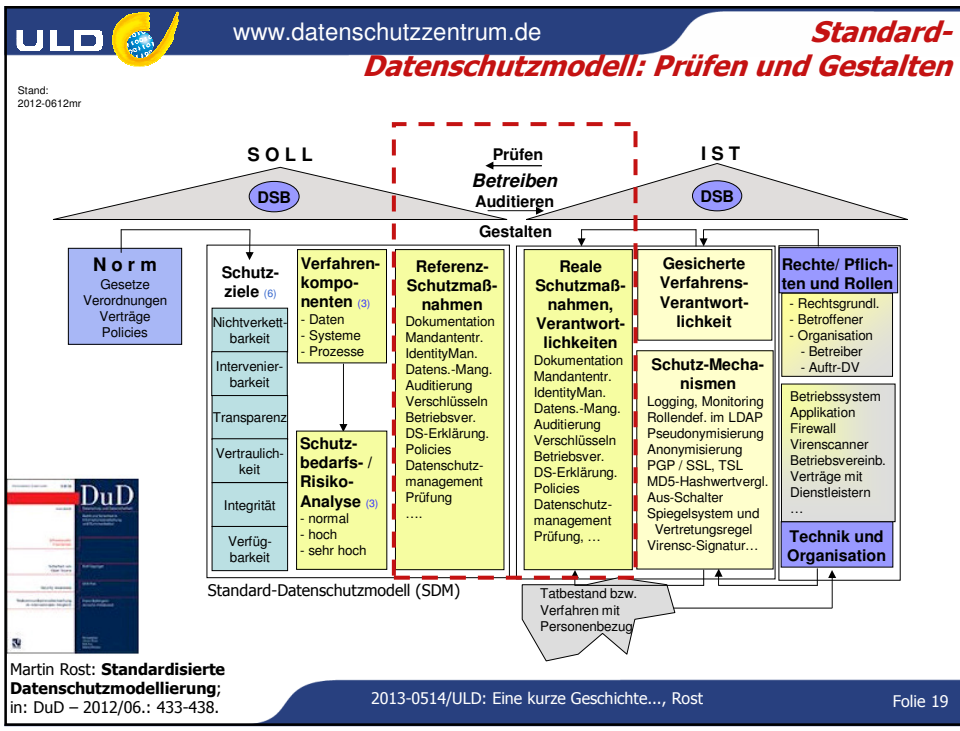 ULD
www.datenschutzzentrum.de
Standard-
Datenschutzmodell: Prüfen und Gestalten
Stand:
2012-0612mr
S O L L
Prüfen
I S T
Betreiben
DSB
Auditieren
DSB
Gestalten
N o r m
Gesetze
Verordnungen
Verträge
Policies
Schutz-
ziele (6)
Nichtverkett-
barkeit
Intervenier-
barkeit
Transparenz
Vertraulich-
keit
Integrität
Verfüg-
barkeit
Verfahren-
kompo-
nenten (3)
- Daten
- Systeme
- Prozesse
Schutz-
bedarfs- /
Risiko-
Analyse (3)
- normal
- hoch
- sehr hoch
Referenz-
Schutzmaß-
nahmen
Dokumentation
Mandantentr.
IdentityMan.
Datens.-Mang.
Auditierung
Verschlüsseln
Betriebsver.
DS-Erklärung.
Policies
Datenschutz-
management
Prüfung
....
Reale
Schutzmaß-
nahmen,
Verantwort-
lichkeiten
Dokumentation
Mandantentr.
IdentityMan.
Datens.-Mang.
Auditierung
Verschlüsseln
Betriebsver.
DS-Erklärung.
Policies
Datenschutz-
management
Prüfung, …
Gesicherte
Verfahrens-
Verantwort-
lichkeit
Schutz-Mecha-
nismen
Logging, Monitoring
Rollendef. im LDAP
Pseudonymisierung
Anonymisierung
PGP / SSL, TSL
MD5-Hashwertvergl.
Aus-Schalter
Spiegelsystem und
Vertretungsregel
Virensc-Signatur…
Rechte/ Pflich-
ten und Rollen
- Rechtsgrundl.
- Betroffener
- Organisation
- Betreiber
- Auftr-DV
Betriebssystem
Applikation
Firewall
Virenscanner
Betriebsvereinb.
Verträge mit
Dienstleistern
…
Technik und
Organisation
Standard-Datenschutzmodell (SDM)
Tatbestand bzw.
Verfahren mit
Personenbezug
DuD
Martin Rost: Standardisierte
Datenschutzmodellierung;
in: DuD – 2012/06.: 433-438.
2013-0514/ULD: Eine kurze Geschichte..., Rost
Folie 19